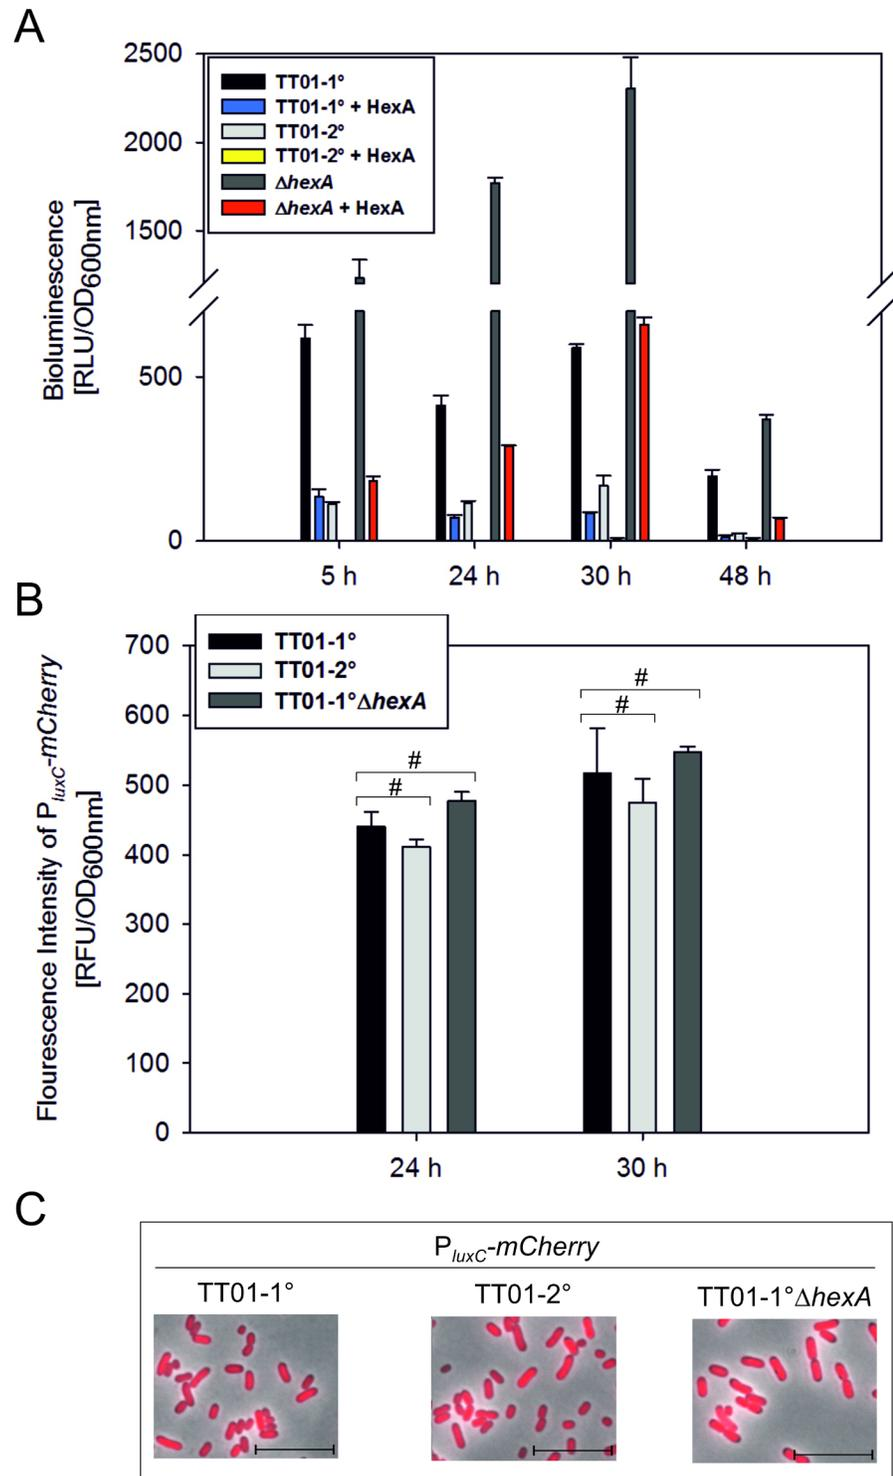 A
2500
2000
1500
500
0
Bioluminescence
[RLU/OD600nm]
TT01-1°
TT01-1° + HexA
TT01-2°
TT01-2° + HexA
ΔhexA
ΔhexA + HexA
5 h 24 h 30 h 48 h
B
700
600
500
400
300
200
100
0
Flourescence Intensity of PluxC-mCherry
[RFU/OD600nm]
TT01-1°
TT01-2°
TT01-1°ΔhexA
# #
# #
24 h 30 h
C
PluxC-mCherry
TT01-1° TT01-2° TT01-1°ΔhexA